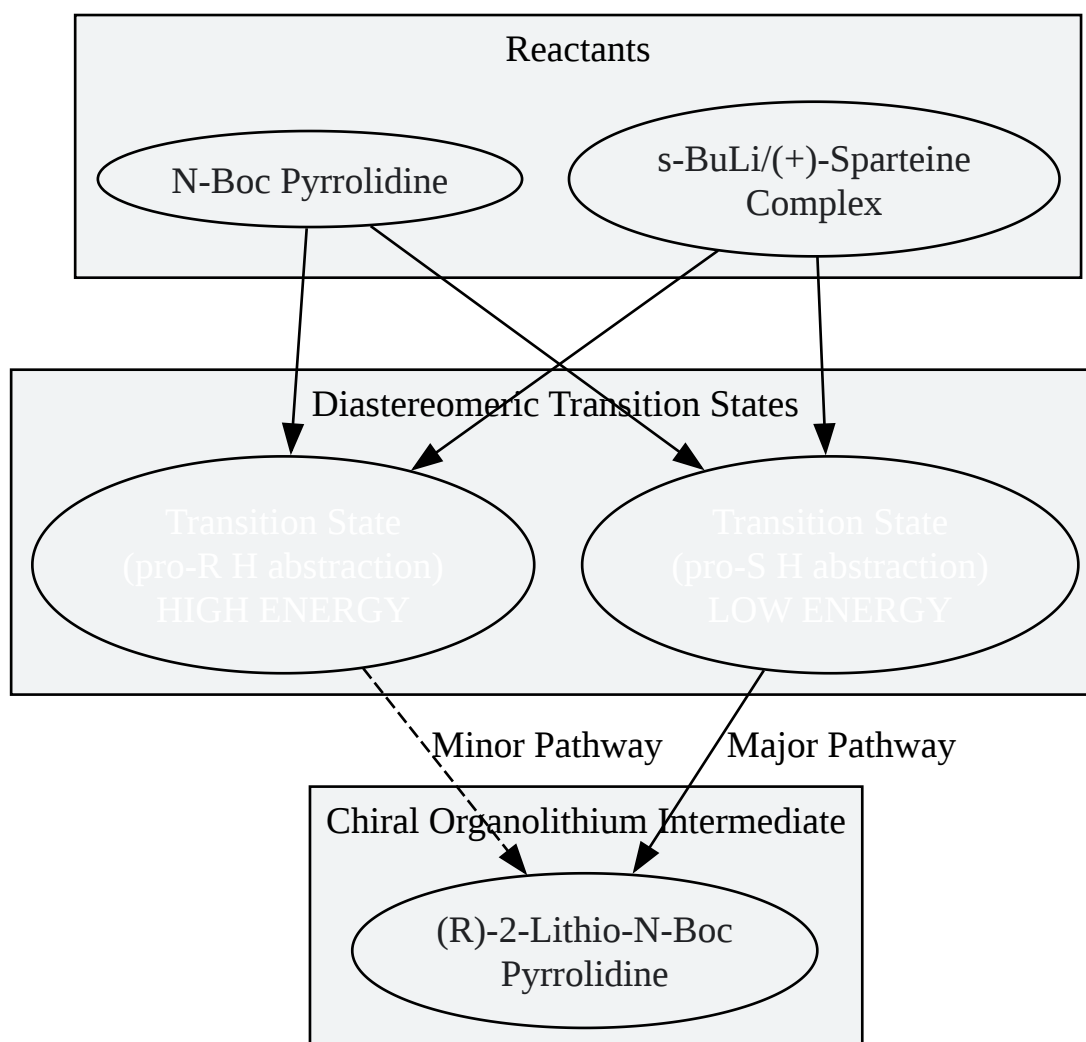 Reactants
N-Boc Pyrrolidine
s-BuLi/(+)-Sparteine
Complex
Diastereomeric Transition States
Transition State
(pro-R H abstraction)
HIGH ENERGY
Transition State
(pro-S H abstraction)
LOW ENERGY
Minor Pathway
Major Pathway
Chiral Organolithium Intermediate
(R)-2-Lithio-N-Boc
Pyrrolidine